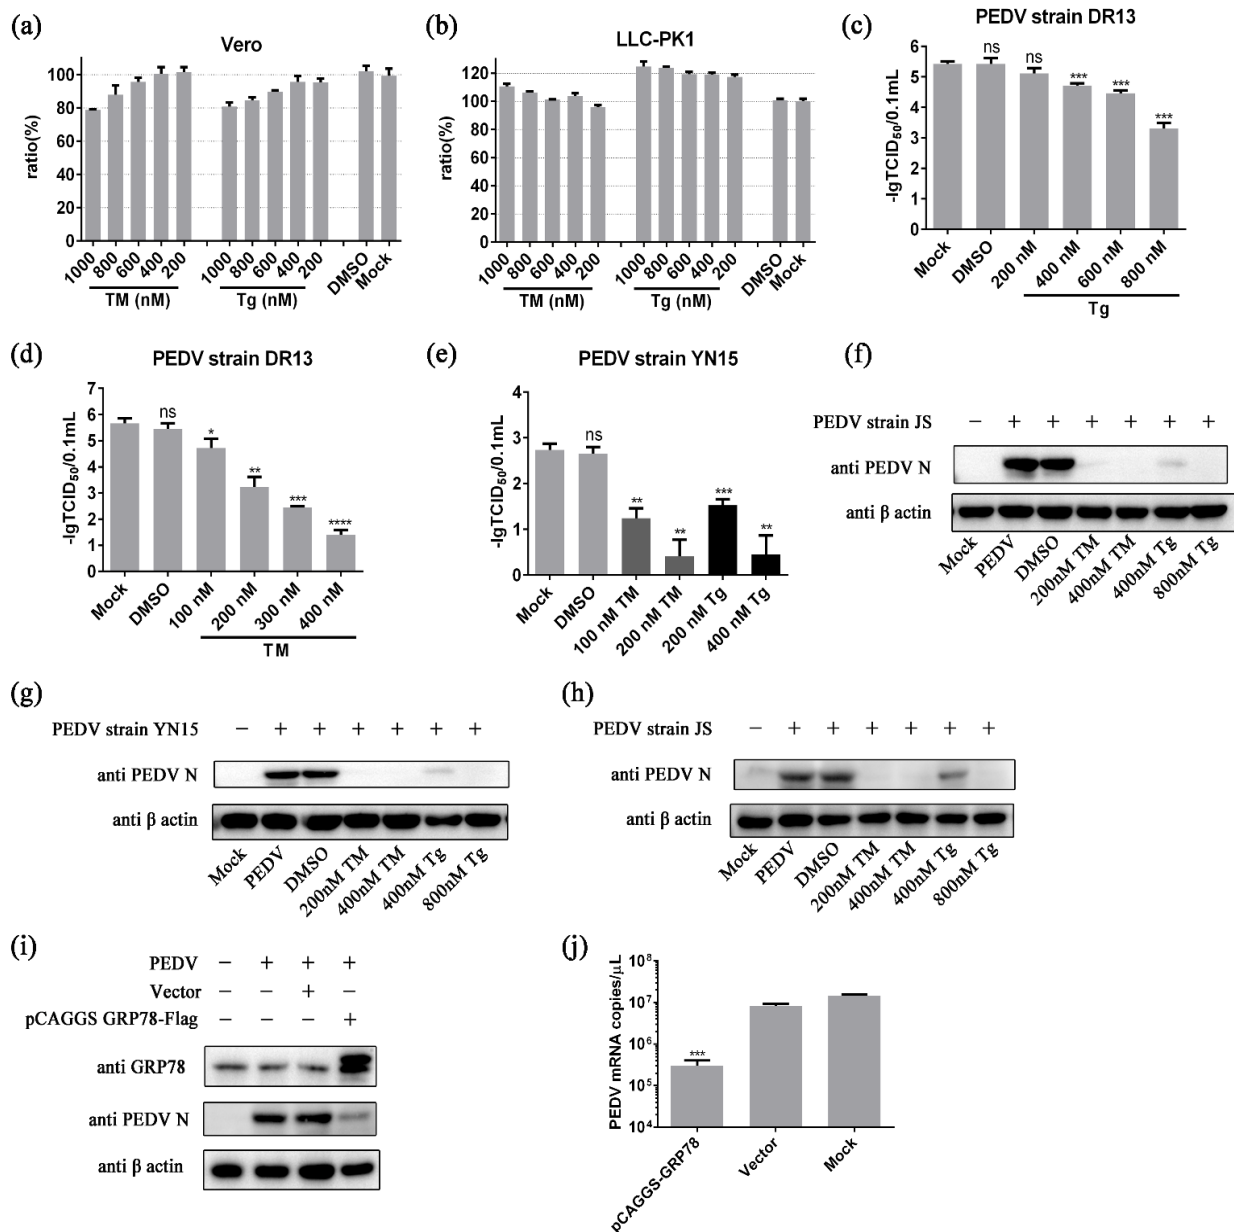 (a)
Vero
ratio(%)
100
80
60
40
20
0
1000
800
600
400
200
TM (nM)
1000
800
600
400
200
Tg (nM)
DMSO
Mock
(b)
LLC-PK1
ratio(%)
120
100
80
60
40
20
0
1000
800
600
400
200
TM (nM)
1000
800
600
400
200
Tg (nM)
DMSO
Mock
(c)
PEDV strain DR13
-lgTCID50/0.1mL
6
5
4
3
2
1
0
ns
ns
***
***
***
Mock
DMSO
200 nM
400 nM
600 nM
800 nM
Tg
(d)
PEDV strain DR13
-lgTCID50/0.1mL
7
6
5
4
3
2
1
0
ns
*
**
***
****
Mock
DMSO
100 nM
200 nM
300 nM
400 nM
TM
(e)
PEDV strain YN15
-lgTCID50/0.1mL
4
3
2
1
0
ns
**
**
***
**
Mock
DMSO
100 nM TM
200 nM TM
200 nM Tg
400 nM Tg
(f)
PEDV strain JS − + + + + + +
anti PEDV N
anti β actin
Mock
PEDV
DMSO
200nM TM
400nM TM
400nM Tg
800nM Tg
(g)
PEDV strain YN15 − + + + + + +
anti PEDV N
anti β actin
Mock
PEDV
DMSO
200nM TM
400nM TM
400nM Tg
800nM Tg
(h)
PEDV strain JS − + + + + + +
anti PEDV N
anti β actin
Mock
PEDV
DMSO
200nM TM
400nM TM
400nM Tg
800nM Tg
(i)
PEDV − + + +
Vector − − + −
pCAGGS GRP78-Flag − − − +
anti GRP78
anti PEDV N
anti β actin
(j)
PEDV mRNA copies/μL
10^8
10^7
10^6
10^5
10^4
***
pCAGGS-GRP78
Vector
Mock